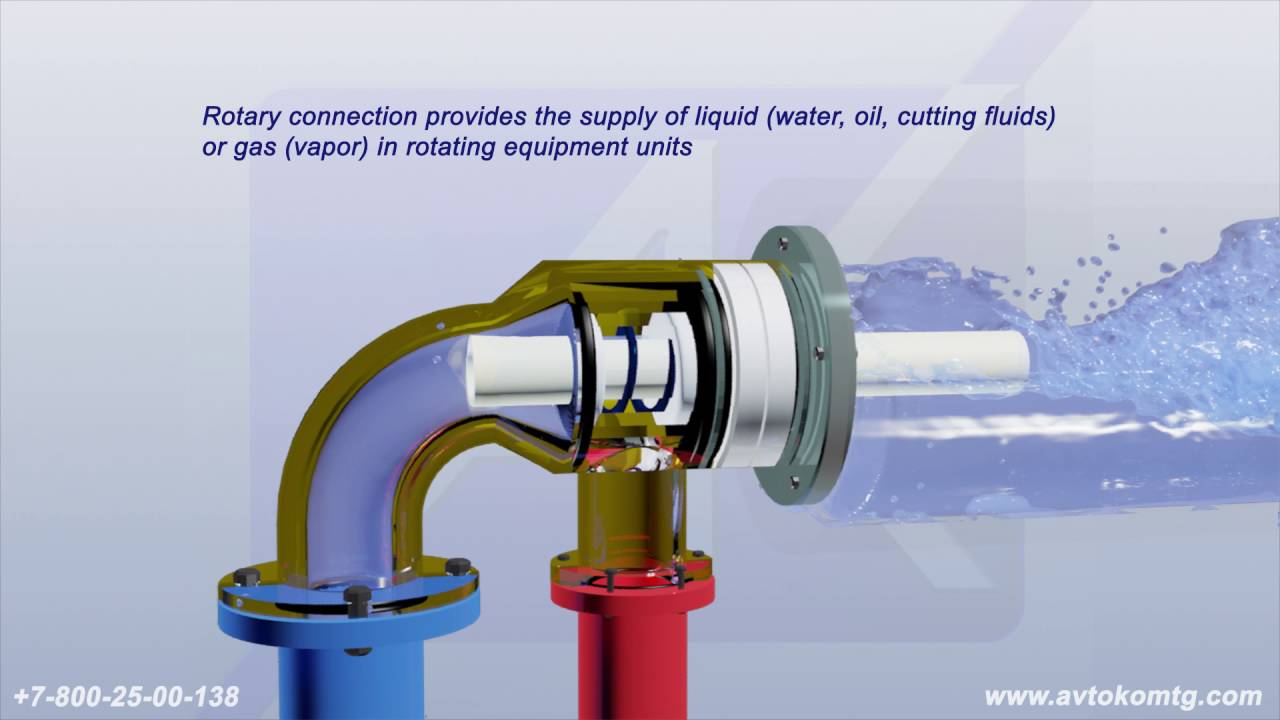 Rotary connection provides the supply of liquid (water, oil, cutting fluids)
or gas (vapor) in rotating equipment units
+7-800-25-00-138
www.avtokomtg.com